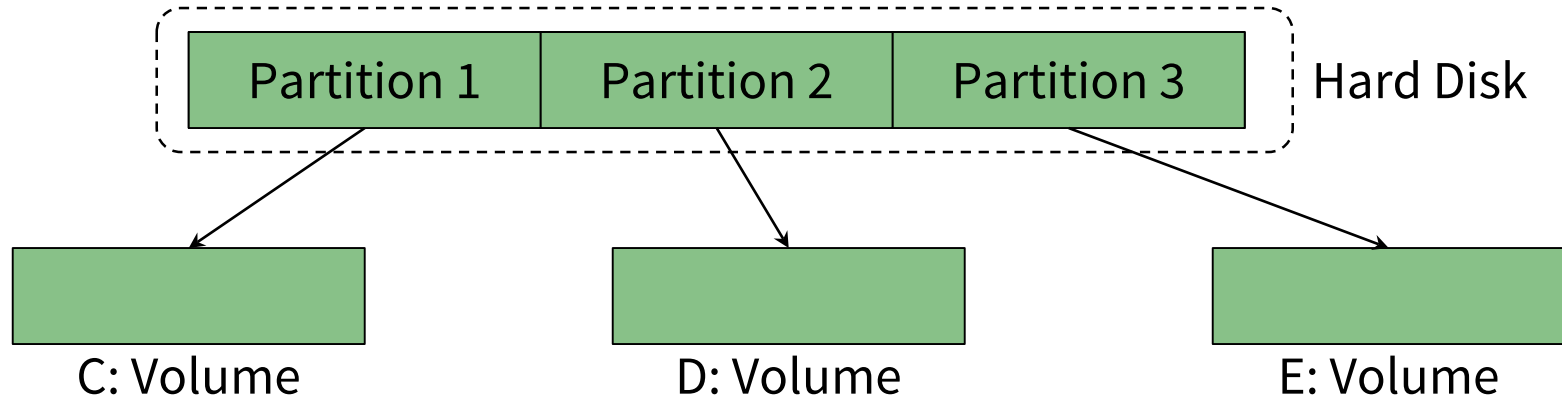 Partition 1
Partition 2
Partition 3
Hard Disk
C: Volume
D: Volume
E: Volume